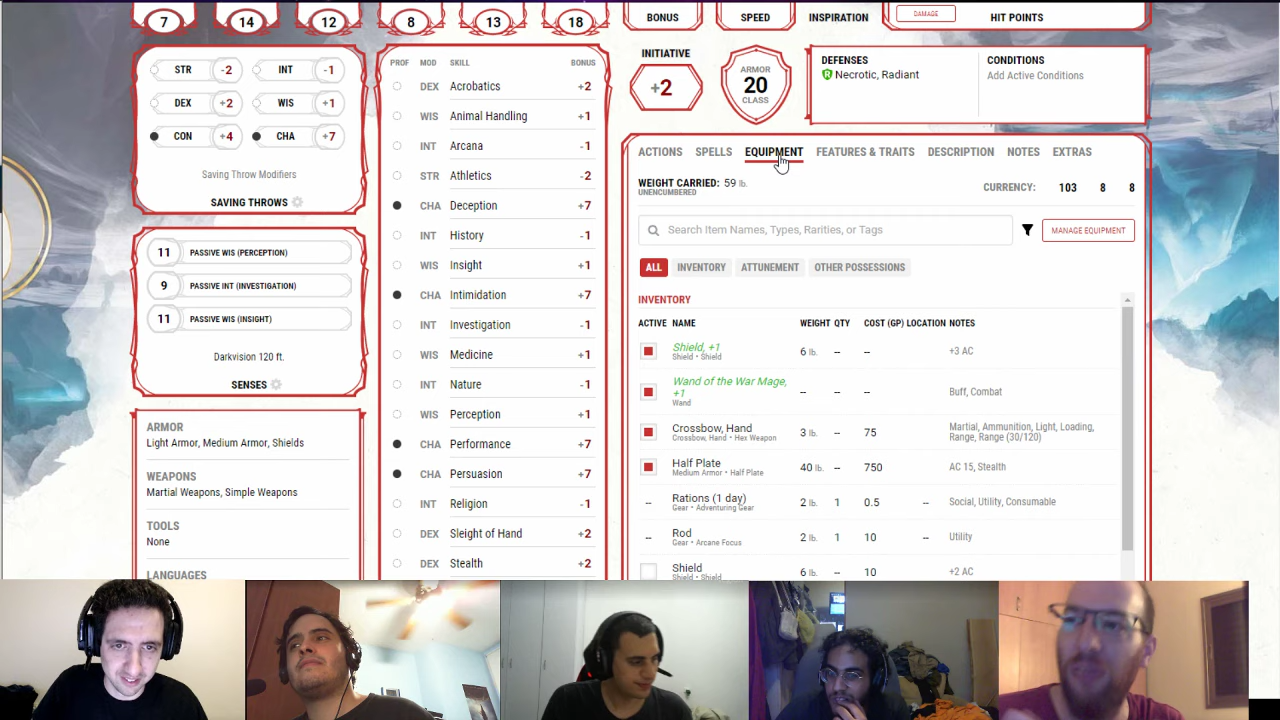 7 14 12 8 13 18
BONUS SPEED INSPIRATION DAMAGE HIT POINTS
STR -2 INT -1
DEX +2 WIS +1
CON +4 CHA +7
Saving Throw Modifiers
SAVING THROWS
11 PASSIVE WIS (PERCEPTION)
9 PASSIVE INT (INVESTIGATION)
11 PASSIVE WIS (INSIGHT)
Darkvision 120 ft.
SENSES
ARMOR
Light Armor, Medium Armor, Shields
WEAPONS
Martial Weapons, Simple Weapons
TOOLS
None
LANGUAGES
PROF MOD SKILL BONUS
DEX Acrobatics +2
WIS Animal Handling +1
INT Arcana -1
STR Athletics -2
CHA Deception +7
INT History -1
WIS Insight +1
CHA Intimidation +7
INT Investigation -1
WIS Medicine +1
INT Nature -1
WIS Perception +1
CHA Performance +7
CHA Persuasion +7
INT Religion -1
DEX Sleight of Hand +2
DEX Stealth +2
INITIATIVE
+2
ARMOR
20
CLASS
DEFENSES
R Necrotic, Radiant
CONDITIONS
Add Active Conditions
ACTIONS SPELLS EQUIPMENT FEATURES & TRAITS DESCRIPTION NOTES EXTRAS
WEIGHT CARRIED: 59 lb.
UNENCUMBERED
CURRENCY: 103 8 8
Search Item Names, Types, Rarities, or Tags
MANAGE EQUIPMENT
ALL INVENTORY ATTUNEMENT OTHER POSSESSIONS
INVENTORY
ACTIVE NAME WEIGHT QTY COST (GP) LOCATION NOTES
Shield, +1 6 lb. -- -- +3 AC
Shield • Shield
Wand of the War Mage, +1 -- -- -- Buff, Combat
Wand
Crossbow, Hand 3 lb. -- 75 Martial, Ammunition, Light, Loading,
Crossbow, Hand • Hex Weapon Range, Range (30/120)
Half Plate 40 lb. -- 750 AC 15, Stealth
Medium Armor • Half Plate
-- Rations (1 day) 2 lb. 1 0.5 -- Social, Utility, Consumable
Gear • Adventuring Gear
-- Rod 2 lb. 1 10 -- Utility
Gear • Arcane Focus
Shield 6 lb. -- 10 +2 AC
Shield • Shield